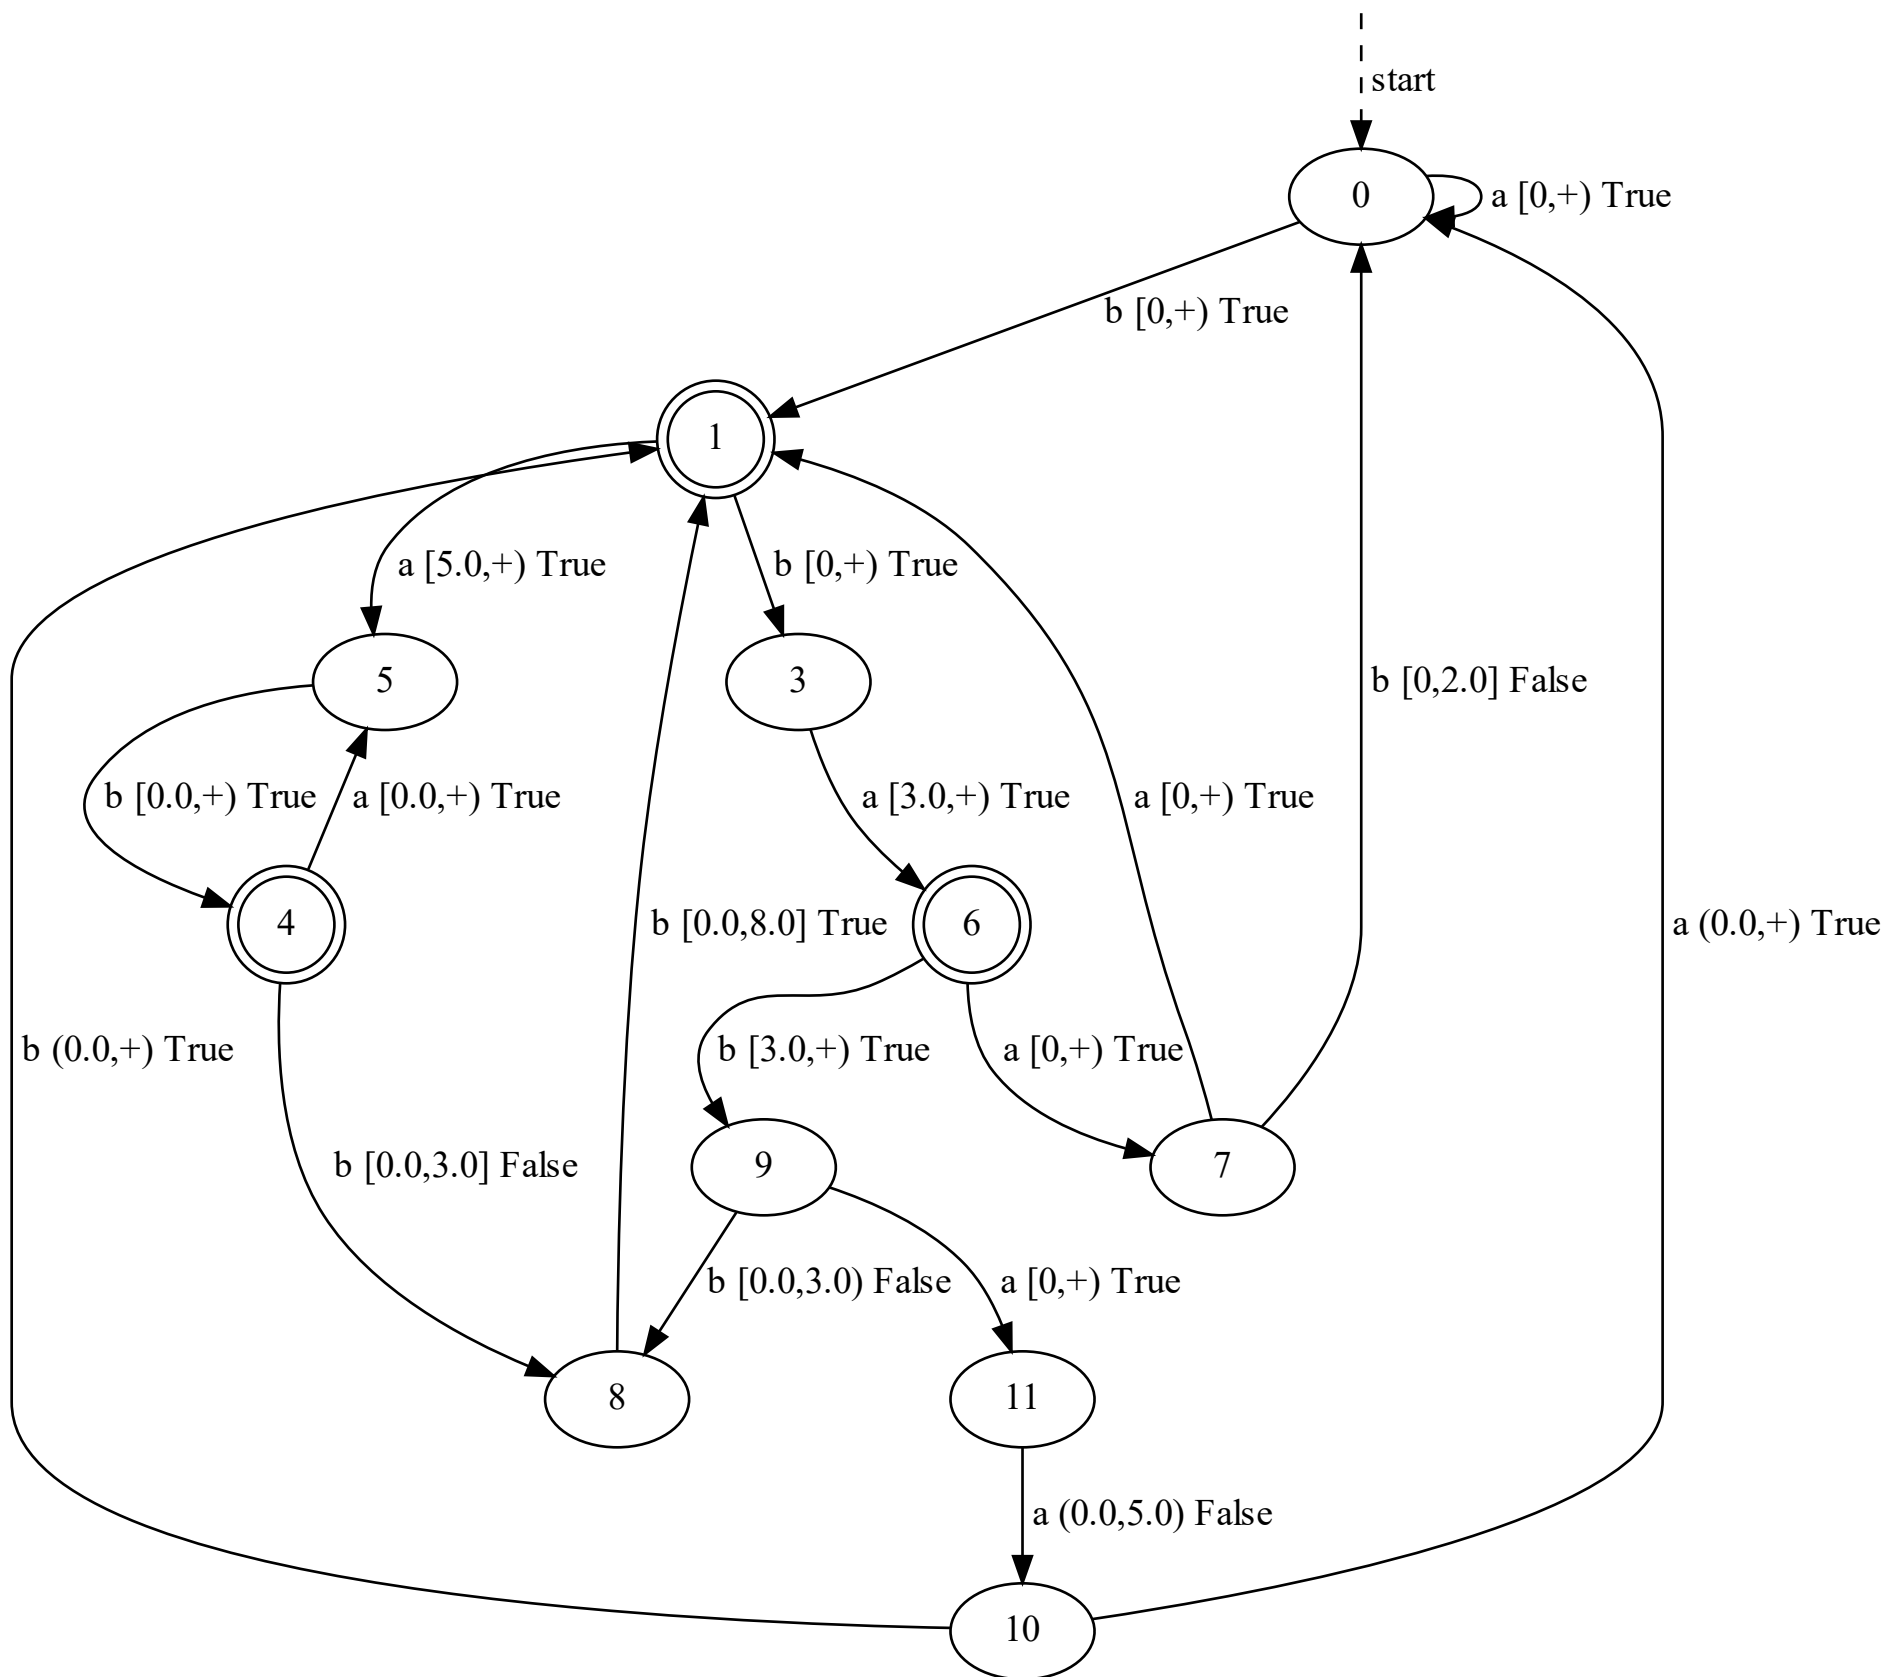 start
0
a [0,+) True
b [0,+) True
1
a [5.0,+) True
b [0,+) True
5
3
b [0,2.0] False
b [0.0,+) True
a [0.0,+) True
a [3.0,+) True
a [0,+) True
4
b [0.0,8.0] True
6
a (0.0,+) True
b (0.0,+) True
b [3.0,+) True
a [0,+) True
b [0.0,3.0] False
9
7
b [0.0,3.0) False
a [0,+) True
8
11
a (0.0,5.0) False
10